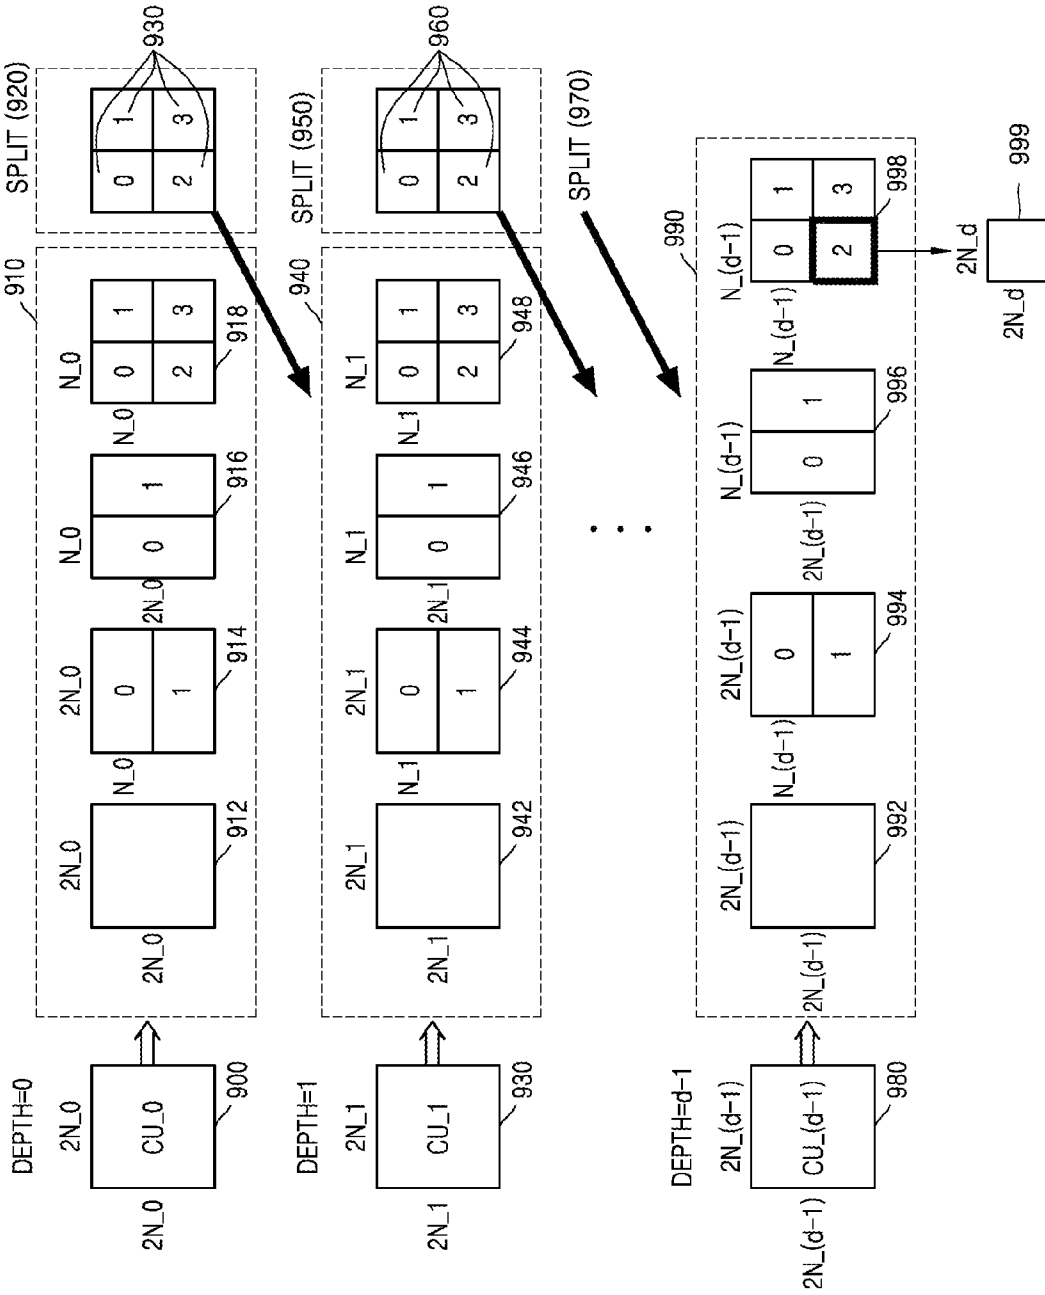 DEPTH=0
2N_0
2N_0
CU_0
900
910
2N_0
2N_0
912
2N_0
N_0
0
1
914
N_0
2N_0
0
1
916
N_0
N_0
0
1
2
3
918
SPLIT (920)
0
1
2
3
930
DEPTH=1
2N_1
2N_1
CU_1
930
940
2N_1
2N_1
942
2N_1
N_1
0
1
944
N_1
2N_1
0
1
946
N_1
N_1
0
1
2
3
948
SPLIT (950)
0
1
2
3
960
SPLIT (970)
DEPTH=d-1
2N_(d-1)
2N_(d-1)
CU_(d-1)
980
990
2N_(d-1)
2N_(d-1)
992
2N_(d-1)
N_(d-1)
0
1
994
N_(d-1)
2N_(d-1)
0
1
996
N_(d-1)
N_(d-1)
0
1
2
3
998
2N_d
2N_d
999